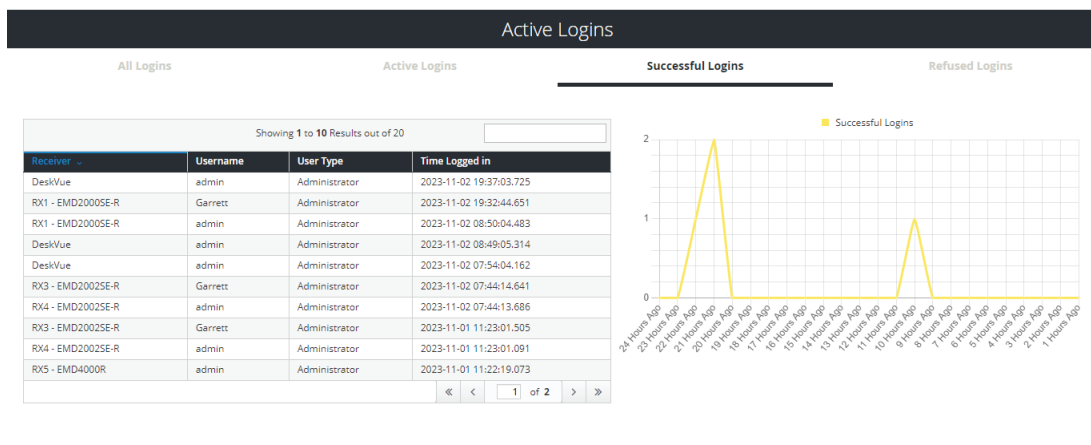 Active Logins
All Logins
Active Logins
Successful Logins
Refused Logins
Showing 1 to 10 Results out of 20
Receiver Username User Type Time Logged in
DeskVue admin Administrator 2023-11-02 19:37:03.725
RX1 - EMD2000SE-R Garrett Administrator 2023-11-02 19:32:44.651
RX1 - EMD2000SE-R admin Administrator 2023-11-02 08:50:04.483
DeskVue admin Administrator 2023-11-02 08:49:05.314
DeskVue admin Administrator 2023-11-02 07:54:04.162
RX3 - EMD2002SE-R Garrett Administrator 2023-11-02 07:44:14.641
RX4 - EMD2002SE-R admin Administrator 2023-11-02 07:44:13.686
RX3 - EMD2002SE-R Garrett Administrator 2023-11-01 11:23:01.505
RX4 - EMD2002SE-R admin Administrator 2023-11-01 11:23:01.091
RX5 - EMD4000R admin Administrator 2023-11-01 11:22:19.073
« < 1 of 2 > »
Successful Logins
2
1
0
24 Hours Ago
23 Hours Ago
22 Hours Ago
21 Hours Ago
20 Hours Ago
19 Hours Ago
18 Hours Ago
17 Hours Ago
16 Hours Ago
15 Hours Ago
14 Hours Ago
13 Hours Ago
12 Hours Ago
11 Hours Ago
10 Hours Ago
9 Hours Ago
8 Hours Ago
7 Hours Ago
6 Hours Ago
5 Hours Ago
4 Hours Ago
3 Hours Ago
2 Hours Ago
1 Hours Ago